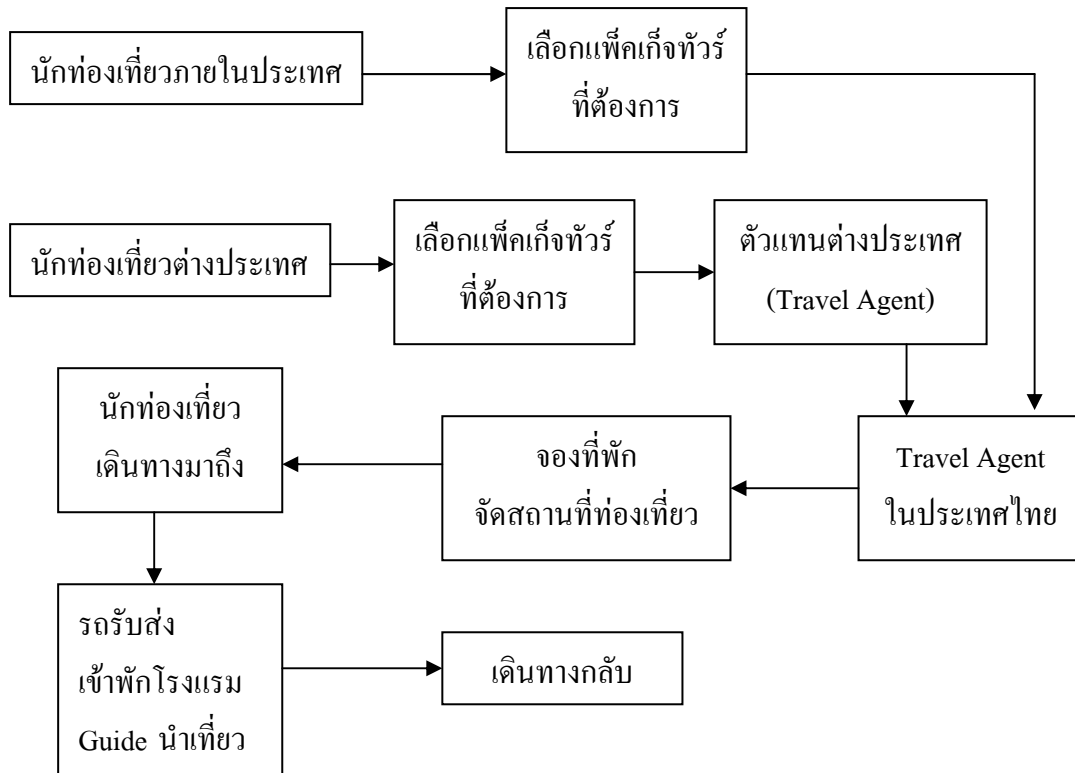 นักท่องเที่ยวภายในประเทศ
เลือกแพ็คเก็จทัวร์
ที่ต้องการ
นักท่องเที่ยวต่างประเทศ
เลือกแพ็คเก็จทัวร์
ที่ต้องการ
ตัวแทนต่างประเทศ
(Travel Agent)
Travel Agent
ในประเทศไทย
จองที่พัก
จัดสถานที่ท่องเที่ยว
นักท่องเที่ยว
เดินทางมาถึง
รถรับส่ง
เข้าพักโรงแรม
Guide นำเที่ยว
เดินทางกลับ